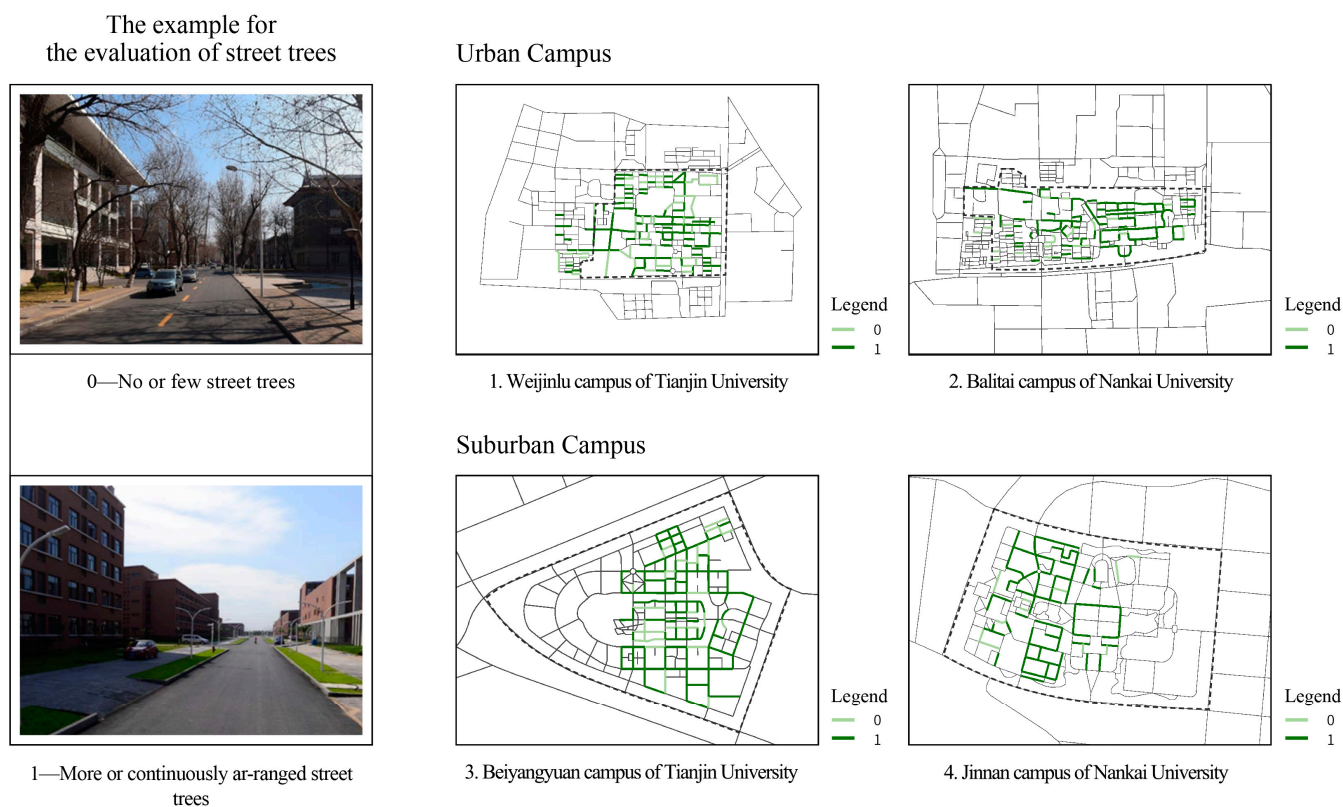 The example for
the evaluation of street trees
0—No or few street trees
1—More or continuously ar-ranged street
trees
Urban Campus
Legend
0
1
1. Weijinlu campus of Tianjin University
Legend
0
1
2. Balitai campus of Nankai University
Suburban Campus
Legend
0
1
3. Beiyangyuan campus of Tianjin University
Legend
0
1
4. Jinnan campus of Nankai University